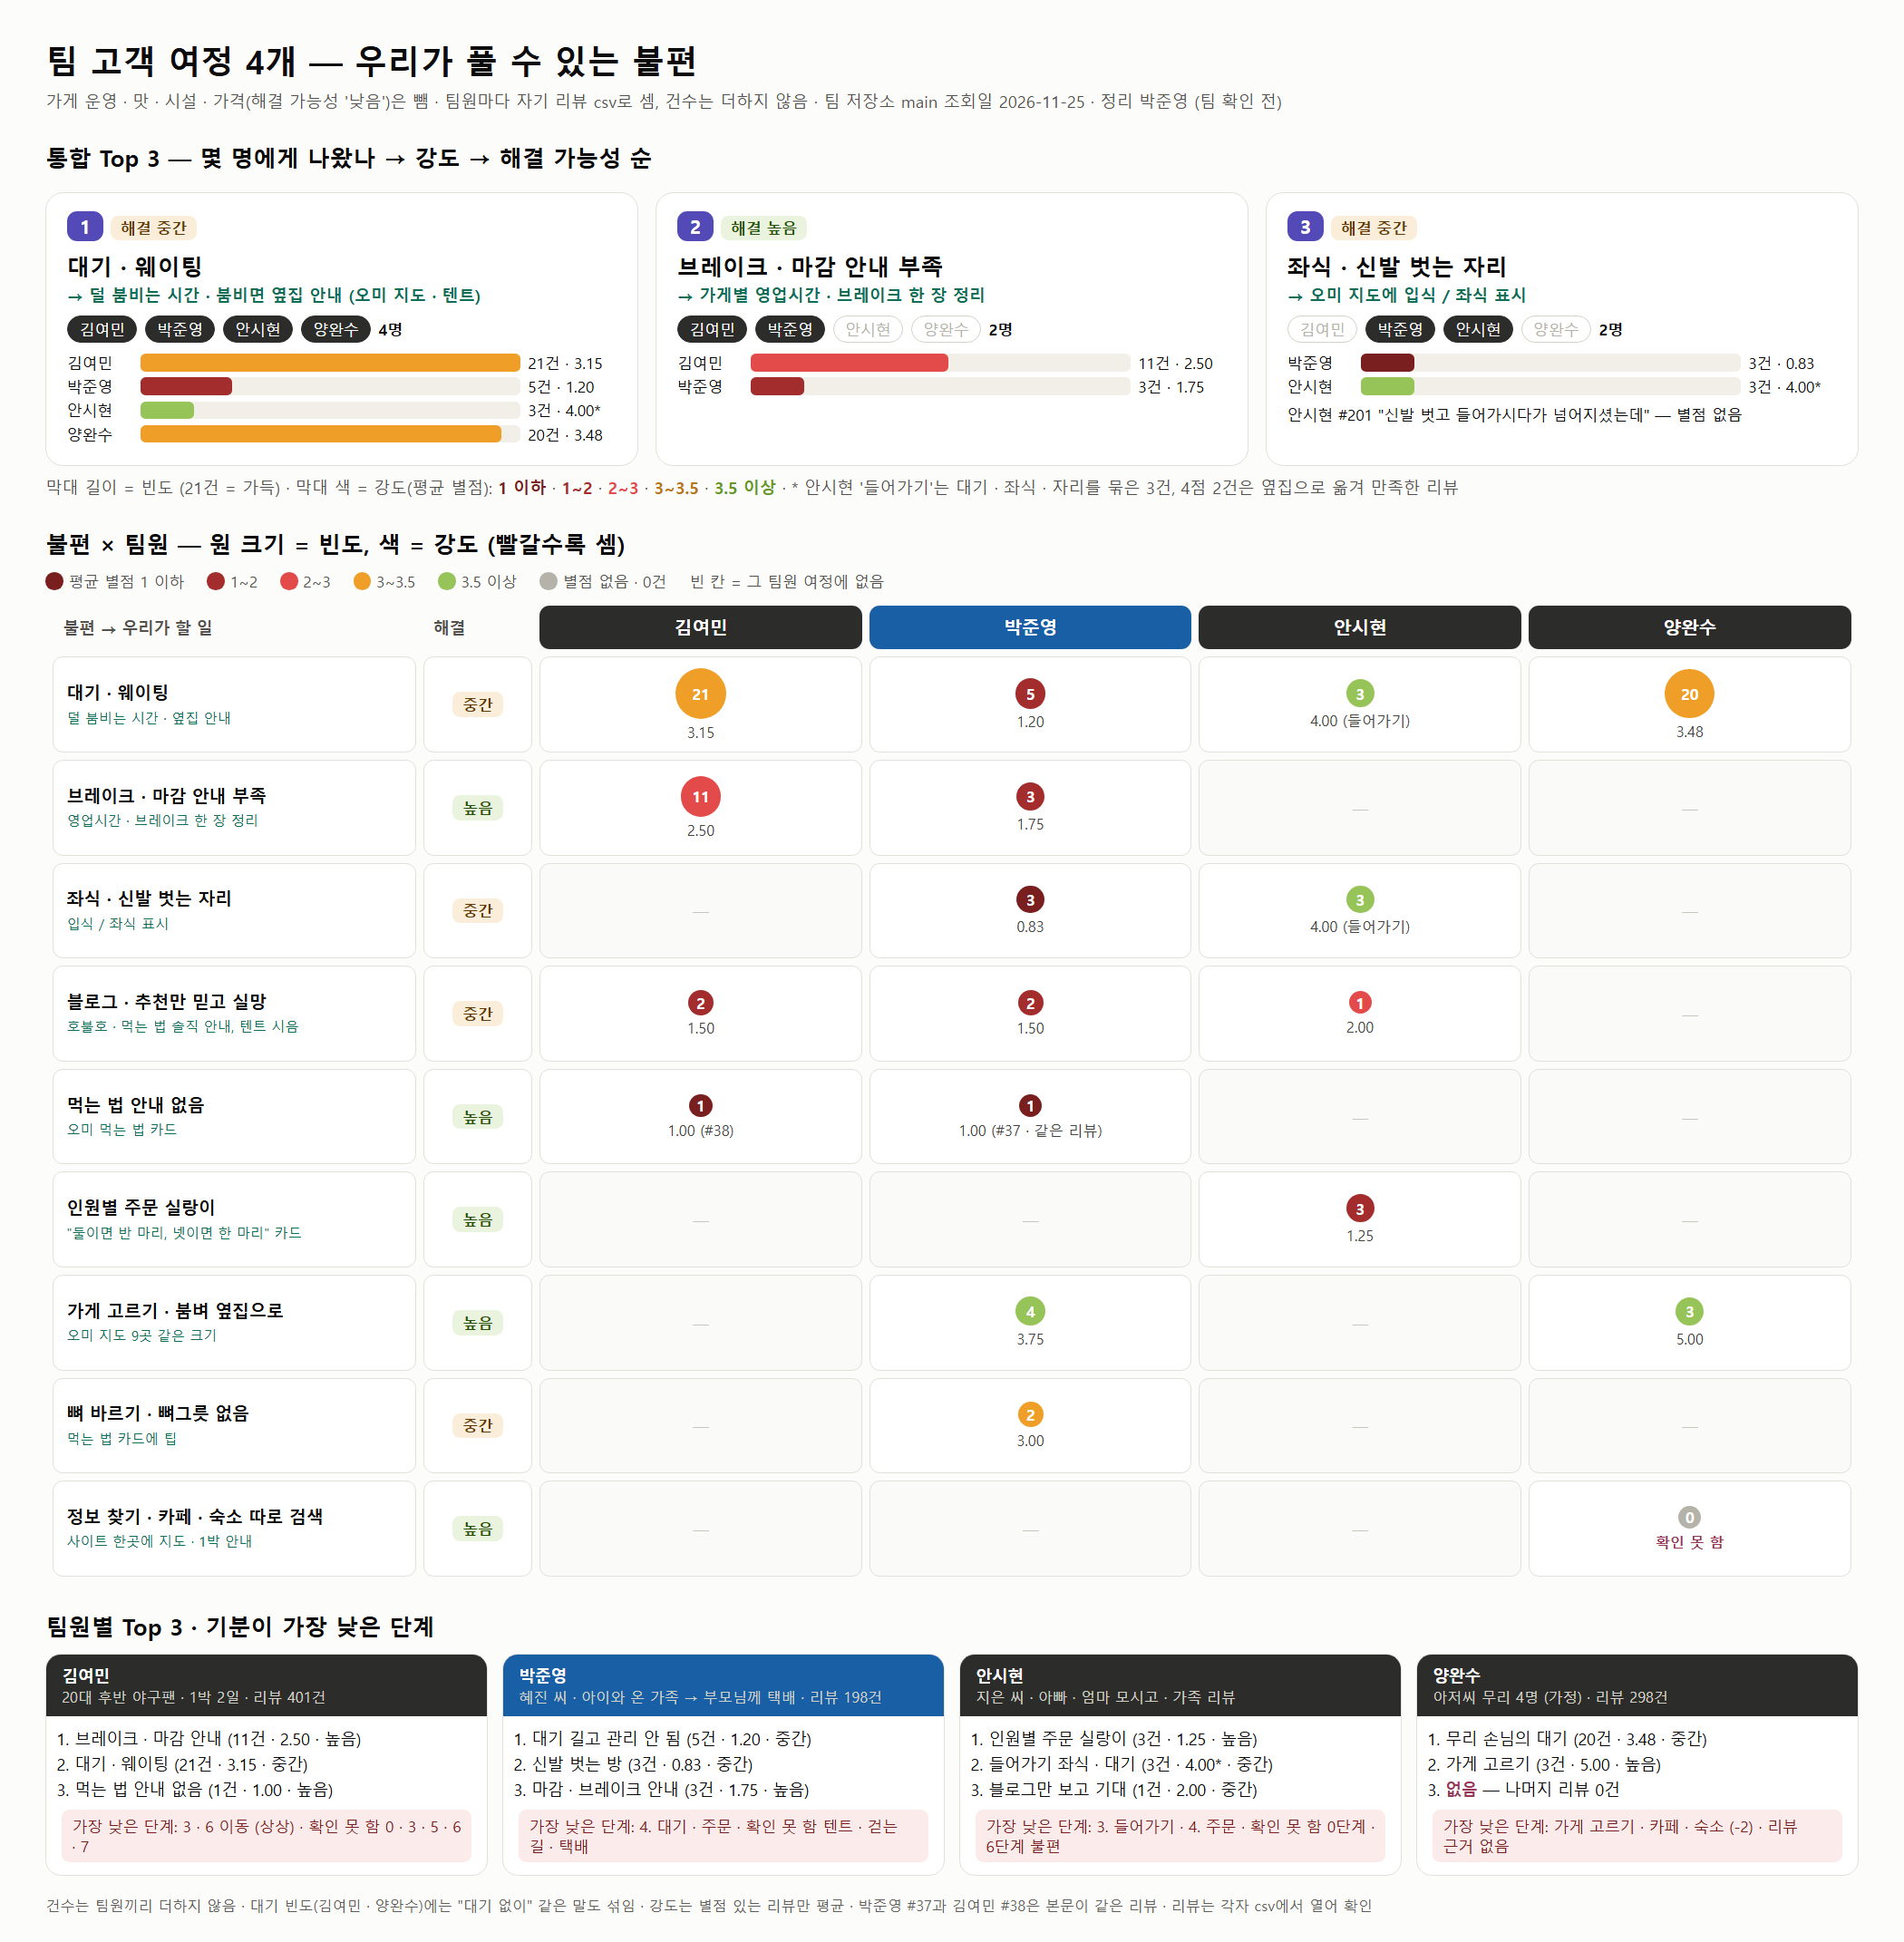 팀 고객 여정 4개 — 우리가 풀 수 있는 불편
가게 운영 · 맛 · 시설 · 가격(해결 가능성 '낮음')은 뺌 · 팀원마다 자기 리뷰 csv로 셈, 건수는 더하지 않음 · 팀 저장소 main 조회일 2026-11-25 · 정리 박준영 (팀 확인 전)
통합 Top 3 — 몇 명에게 나왔나 → 강도 → 해결 가능성 순
1 해결 중간
대기 · 웨이팅
→ 덜 붐비는 시간 · 붐비면 옆집 안내 (오미 지도 · 텐트)
김여민 박준영 안시현 양완수 4명
김여민 21건 · 3.15
박준영 5건 · 1.20
안시현 3건 · 4.00*
양완수 20건 · 3.48
2 해결 높음
브레이크 · 마감 안내 부족
→ 가게별 영업시간 · 브레이크 한 장 정리
김여민 박준영 안시현 양완수 2명
김여민 11건 · 2.50
박준영 3건 · 1.75
3 해결 중간
좌식 · 신발 벗는 자리
→ 오미 지도에 입식 / 좌식 표시
김여민 박준영 안시현 양완수 2명
박준영 3건 · 0.83
안시현 3건 · 4.00*
안시현 #201 "신발 벗고 들어가시다가 넘어지셨는데" — 별점 없음
막대 길이 = 빈도 (21건 = 가득) · 막대 색 = 강도(평균 별점): 1 이하 · 1~2 · 2~3 · 3~3.5 · 3.5 이상 · * 안시현 '들어가기'는 대기 · 좌식 · 자리를 묶은 3건, 4점 2건은 옆집으로 옮겨 만족한 리뷰
불편 × 팀원 — 원 크기 = 빈도, 색 = 강도 (빨갈수록 셈)
평균 별점 1 이하 1~2 2~3 3~3.5 3.5 이상 별점 없음 · 0건 빈 칸 = 그 팀원 여정에 없음
불편 → 우리가 할 일 해결 김여민 박준영 안시현 양완수
대기 · 웨이팅
덜 붐비는 시간 · 옆집 안내
중간
21
3.15
5
1.20
3
4.00 (들어가기)
20
3.48
브레이크 · 마감 안내 부족
영업시간 · 브레이크 한 장 정리
높음
11
2.50
3
1.75
—
—
좌식 · 신발 벗는 자리
입식 / 좌식 표시
중간
—
3
0.83
3
4.00 (들어가기)
—
블로그 · 추천만 믿고 실망
호불호 · 먹는 법 솔직 안내, 텐트 시음
중간
2
1.50
2
1.50
1
2.00
—
먹는 법 안내 없음
오미 먹는 법 카드
높음
1
1.00 (#38)
1
1.00 (#37 · 같은 리뷰)
—
—
인원별 주문 실랑이
"둘이면 반 마리, 넷이면 한 마리" 카드
높음
—
—
3
1.25
—
가게 고르기 · 붐벼 옆집으로
오미 지도 9곳 같은 크기
높음
—
4
3.75
—
3
5.00
뼈 바르기 · 뼈그릇 없음
먹는 법 카드에 팁
중간
—
2
3.00
—
—
정보 찾기 · 카페 · 숙소 따로 검색
사이트 한곳에 지도 · 1박 안내
높음
—
—
—
0
확인 못 함
팀원별 Top 3 · 기분이 가장 낮은 단계
김여민
20대 후반 야구팬 · 1박 2일 · 리뷰 401건
1. 브레이크 · 마감 안내 (11건 · 2.50 · 높음)
2. 대기 · 웨이팅 (21건 · 3.15 · 중간)
3. 먹는 법 안내 없음 (1건 · 1.00 · 높음)
가장 낮은 단계: 3 · 6 이동 (상상) · 확인 못 함 0 · 3 · 5 · 6
· 7
박준영
혜진 씨 · 아이와 온 가족 → 부모님께 택배 · 리뷰 198건
1. 대기 길고 관리 안 됨 (5건 · 1.20 · 중간)
2. 신발 벗는 방 (3건 · 0.83 · 중간)
3. 마감 · 브레이크 안내 (3건 · 1.75 · 높음)
가장 낮은 단계: 4. 대기 · 주문 · 확인 못 함 텐트 · 걷는
길 · 택배
안시현
지은 씨 · 아빠 · 엄마 모시고 · 가족 리뷰
1. 인원별 주문 실랑이 (3건 · 1.25 · 높음)
2. 들어가기 좌식 · 대기 (3건 · 4.00* · 중간)
3. 블로그만 보고 기대 (1건 · 2.00 · 중간)
가장 낮은 단계: 3. 들어가기 · 4. 주문 · 확인 못 함 0단계 ·
6단계 불편
양완수
아저씨 무리 4명 (가정) · 리뷰 298건
1. 무리 손님의 대기 (20건 · 3.48 · 중간)
2. 가게 고르기 (3건 · 5.00 · 높음)
3. 없음 — 나머지 리뷰 0건
가장 낮은 단계: 가게 고르기 · 카페 · 숙소 (-2) · 리뷰
근거 없음
건수는 팀원끼리 더하지 않음 · 대기 빈도(김여민 · 양완수)에는 "대기 없이" 같은 말도 섞임 · 강도는 별점 있는 리뷰만 평균 · 박준영 #37과 김여민 #38은 본문이 같은 리뷰 · 리뷰는 각자 csv에서 열어 확인